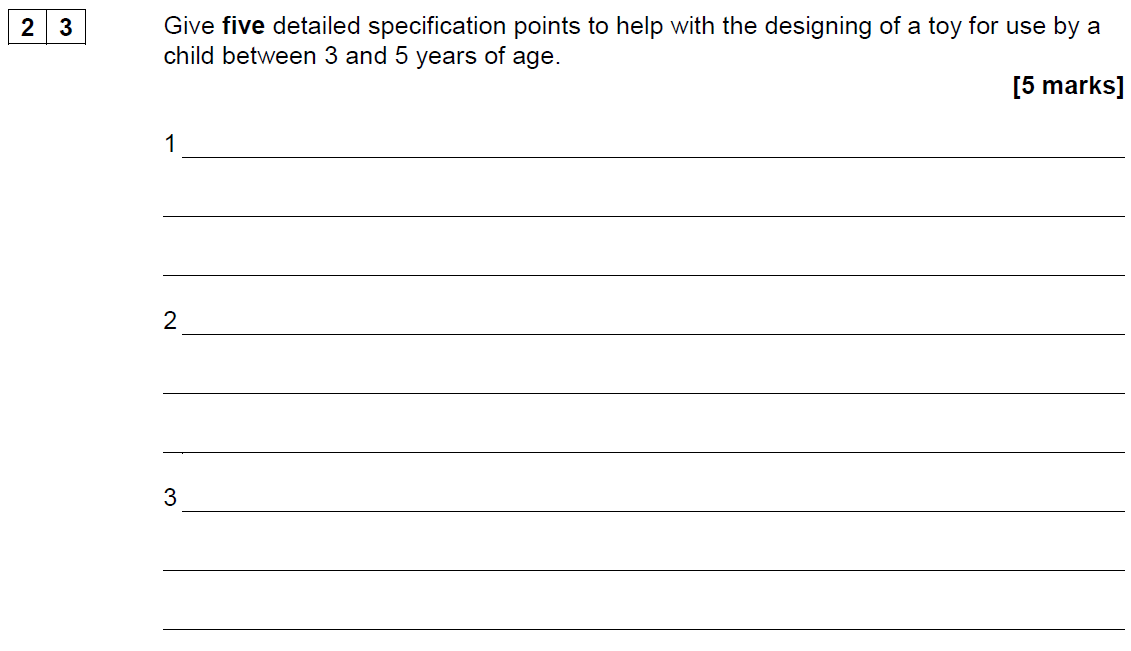 2 3 Give five detailed specification points to help with the designing of a toy for use by a
child between 3 and 5 years of age.
[5 marks]
1
2
3